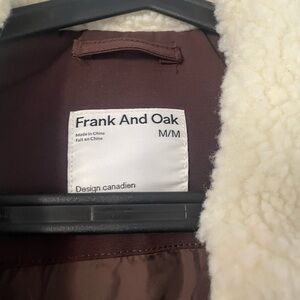 Frank And Oak
Made in China
Fait en Chine
M/M
Design canadien